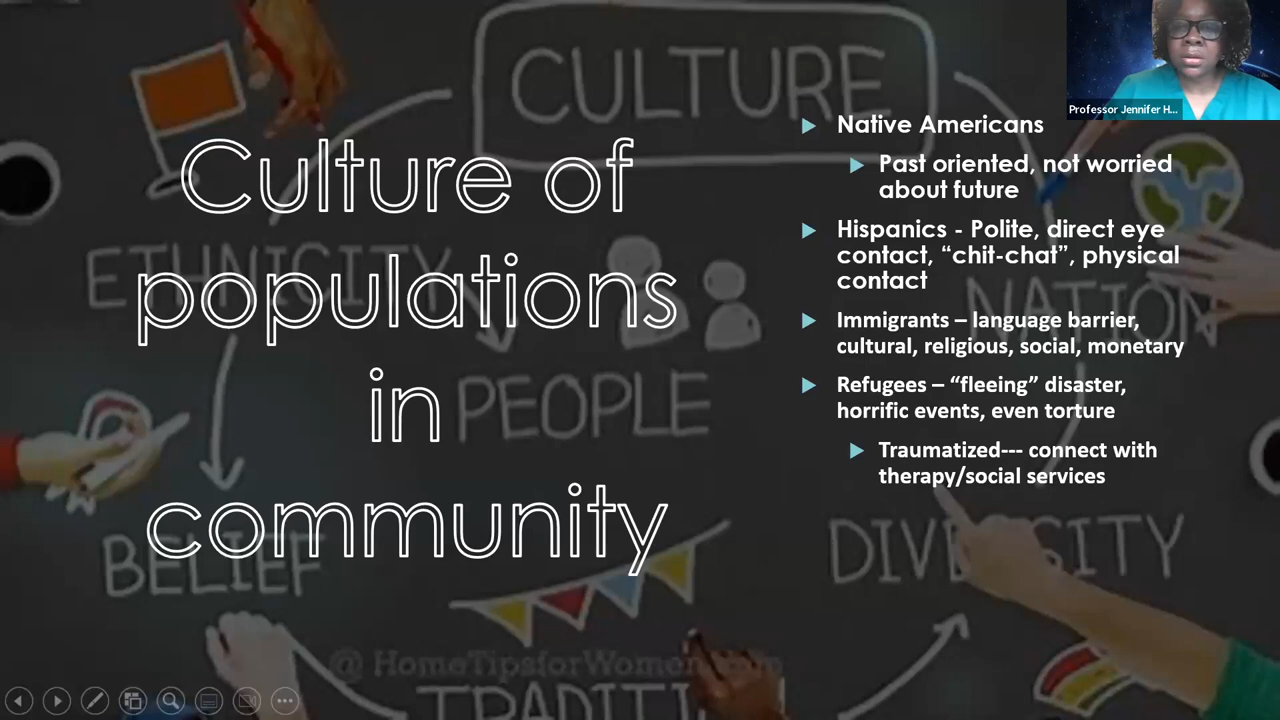 CULTURE
Professor Jennifer H...
Culture of
populations
in
community
Native Americans
Past oriented, not worried
about future
Hispanics - Polite, direct eye
contact, “chit-chat”, physical
contact
Immigrants – language barrier,
cultural, religious, social, monetary
Refugees – “fleeing” disaster,
horrific events, even torture
Traumatized--- connect with
therapy/social services
ETHNICITY
NATION
PEOPLE
BELIEF
DIVERSITY
@ HomeTipsforWomen.com